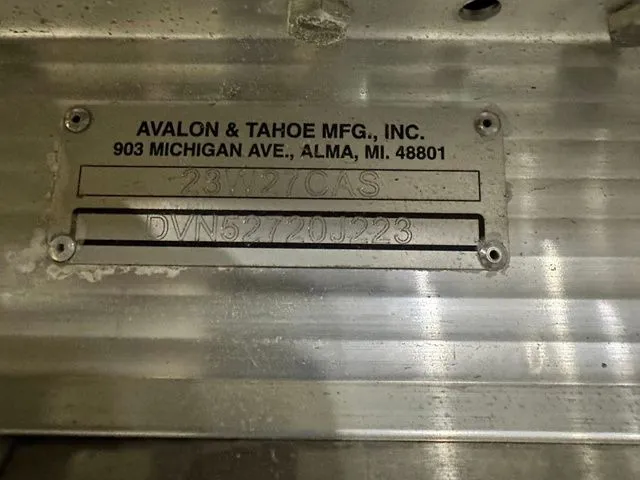 AVALON & TAHOE MFG., INC.
903 MICHIGAN AVE., ALMA, MI. 48801
23W27CAS
DVN52720J223